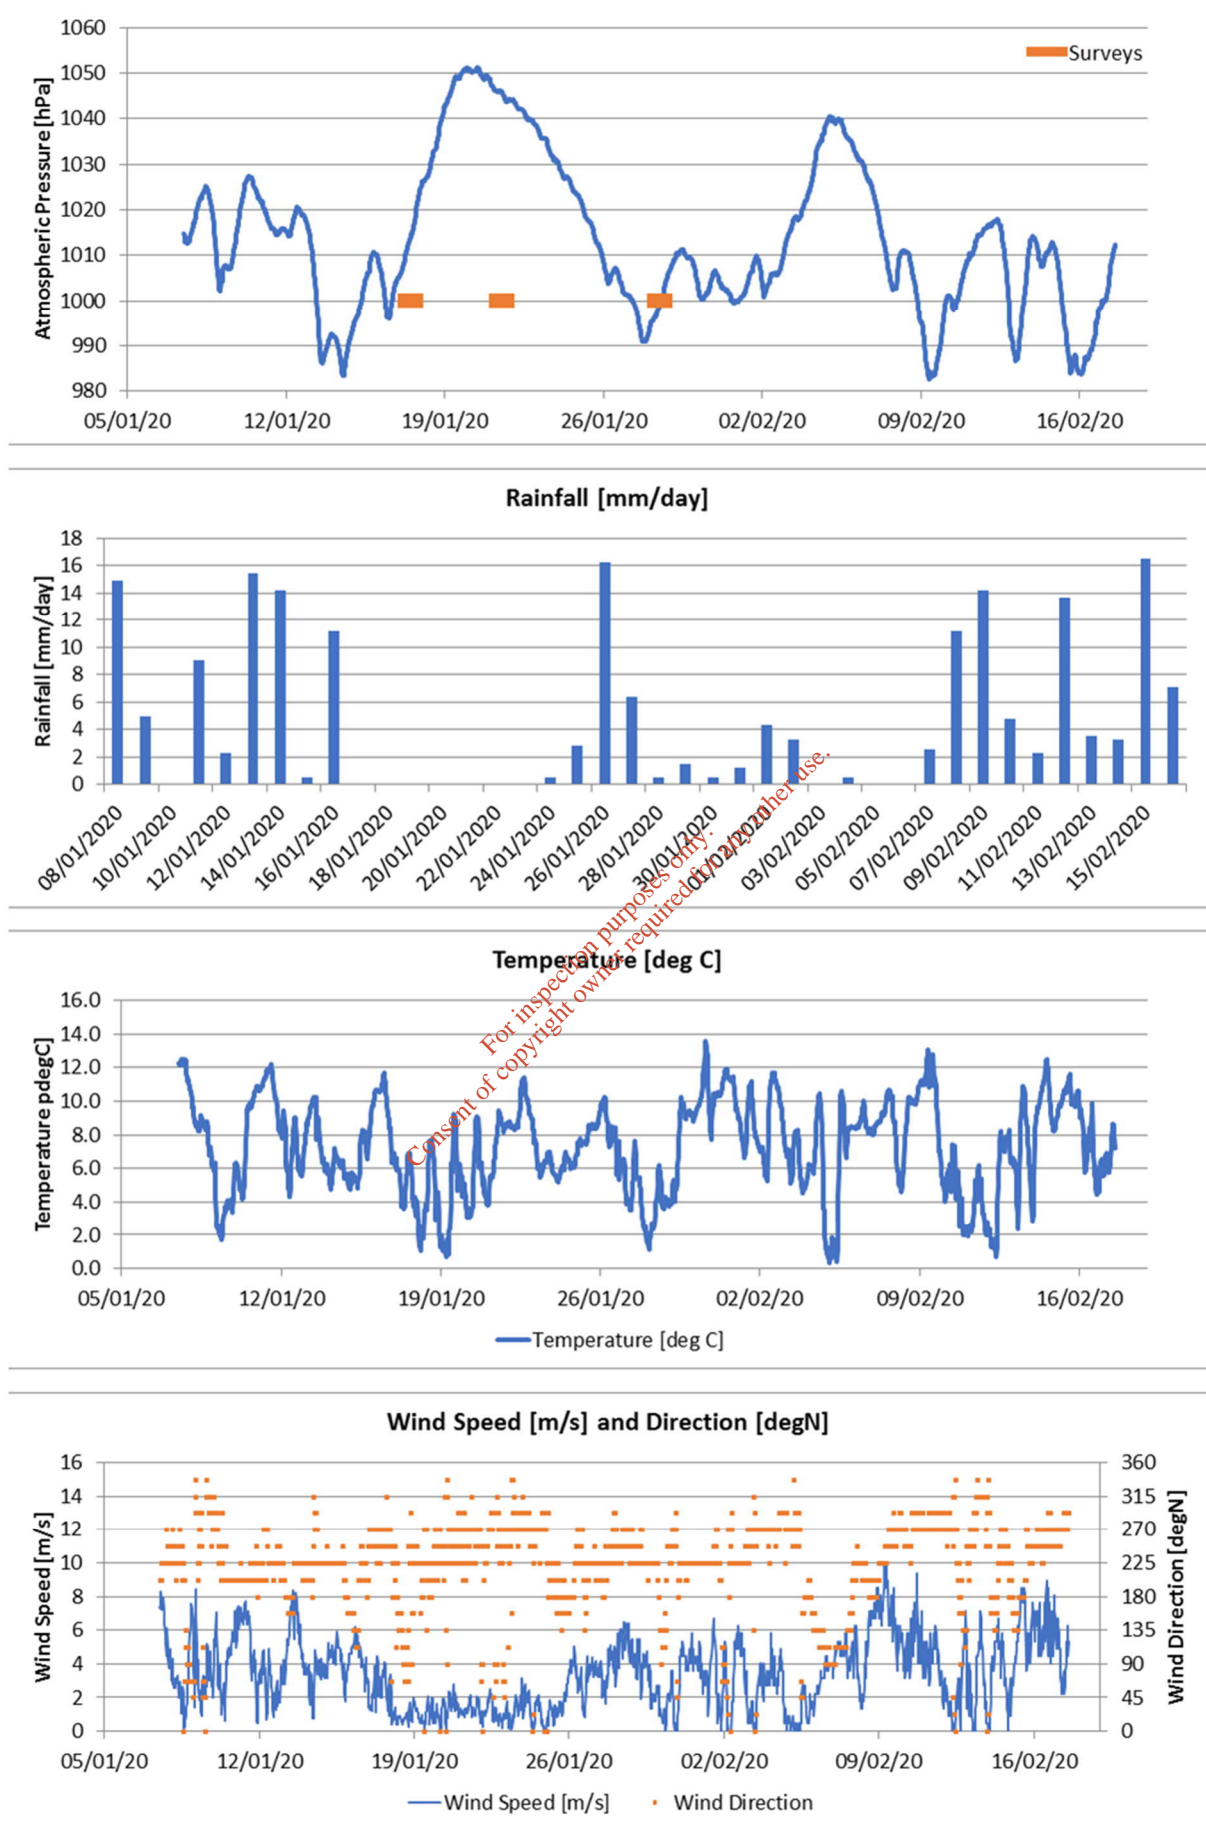 1060
1050
1040
1030
1020
1010
1000
990
980
Atmospheric Pressure [hPa]
Surveys
05/01/20 12/01/20 19/01/20 26/01/20 02/02/20 09/02/20 16/02/20
Rainfall [mm/day]
18
16
14
12
10
8
6
4
2
0
Rainfall [mm/day]
08/01/2020 10/01/2020 12/01/2020 14/01/2020 16/01/2020 18/01/2020 20/01/2020 22/01/2020 24/01/2020 26/01/2020 28/01/2020 30/01/2020 01/02/2020 03/02/2020 05/02/2020 07/02/2020 09/02/2020 11/02/2020 13/02/2020 15/02/2020
For inspection purposes only.
Consent of copyright owner required for any other use.
Temperature [deg C]
16.0
14.0
12.0
10.0
8.0
6.0
4.0
2.0
0.0
Temperature pdegC]
05/01/20 12/01/20 19/01/20 26/01/20 02/02/20 09/02/20 16/02/20
Temperature [deg C]
Wind Speed [m/s] and Direction [degN]
16
14
12
10
8
6
4
2
0
Wind Speed [m/s]
360
315
270
225
180
135
90
45
0
Wind Direction [degN]
05/01/20 12/01/20 19/01/20 26/01/20 02/02/20 09/02/20 16/02/20
Wind Speed [m/s] Wind Direction